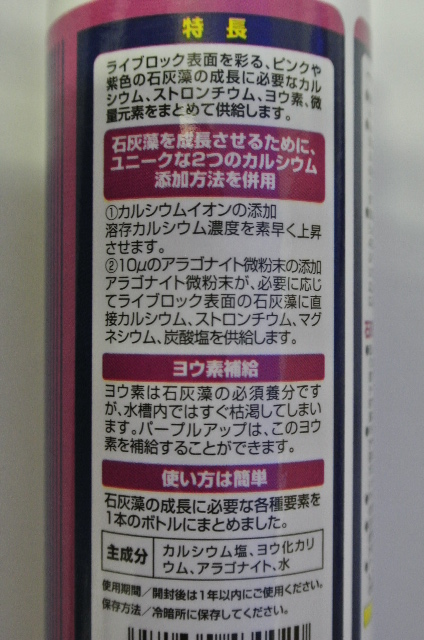 特長
ライブロック表面を彩る、ピンクや
紫色の石灰藻の成長に必要なカル
シウム、ストロンチウム、ヨウ素、微
量元素をまとめて供給します。
石灰藻を成長させるために、
ユニークな2つのカルシウム
添加方法を併用
①カルシウムイオンの添加
溶存カルシウム濃度を素早く上昇
させます。
②10μのアラゴナイト微粉末の添加
アラゴナイト微粉末が、必要に応じ
てライブロック表面の石灰藻に直
接カルシウム、ストロンチウム、マグ
ネシウム、炭酸塩を供給します。
ヨウ素補給
ヨウ素は石灰藻の必須養分です
が、水槽内ではすぐ枯渇してしまい
ます。パープルアップは、このヨウ
素を補給することができます。
使い方は簡単
石灰藻の成長に必要な各種要素を
1本のボトルにまとめました。
主成分 カルシウム塩、ヨウ化カリ
ウム、アラゴナイト、水
使用期間/開封後は1年以内にご使用ください。
保存方法/冷暗所に保存してください。